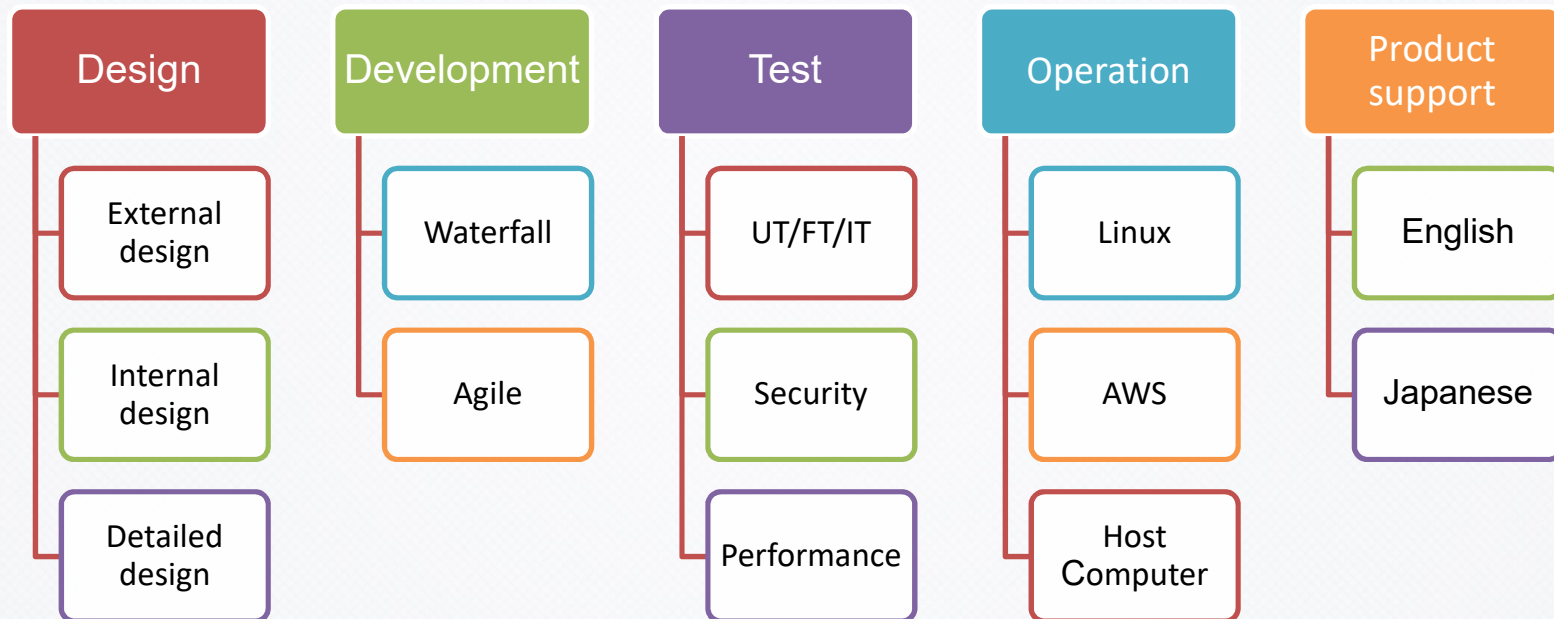 Design
External
design
Internal
design
Detailed
design
Development
Waterfall
Agile
Test
UT/FT/IT
Security
Performance
Operation
Linux
AWS
Host
Computer
Product
support
English
Japanese